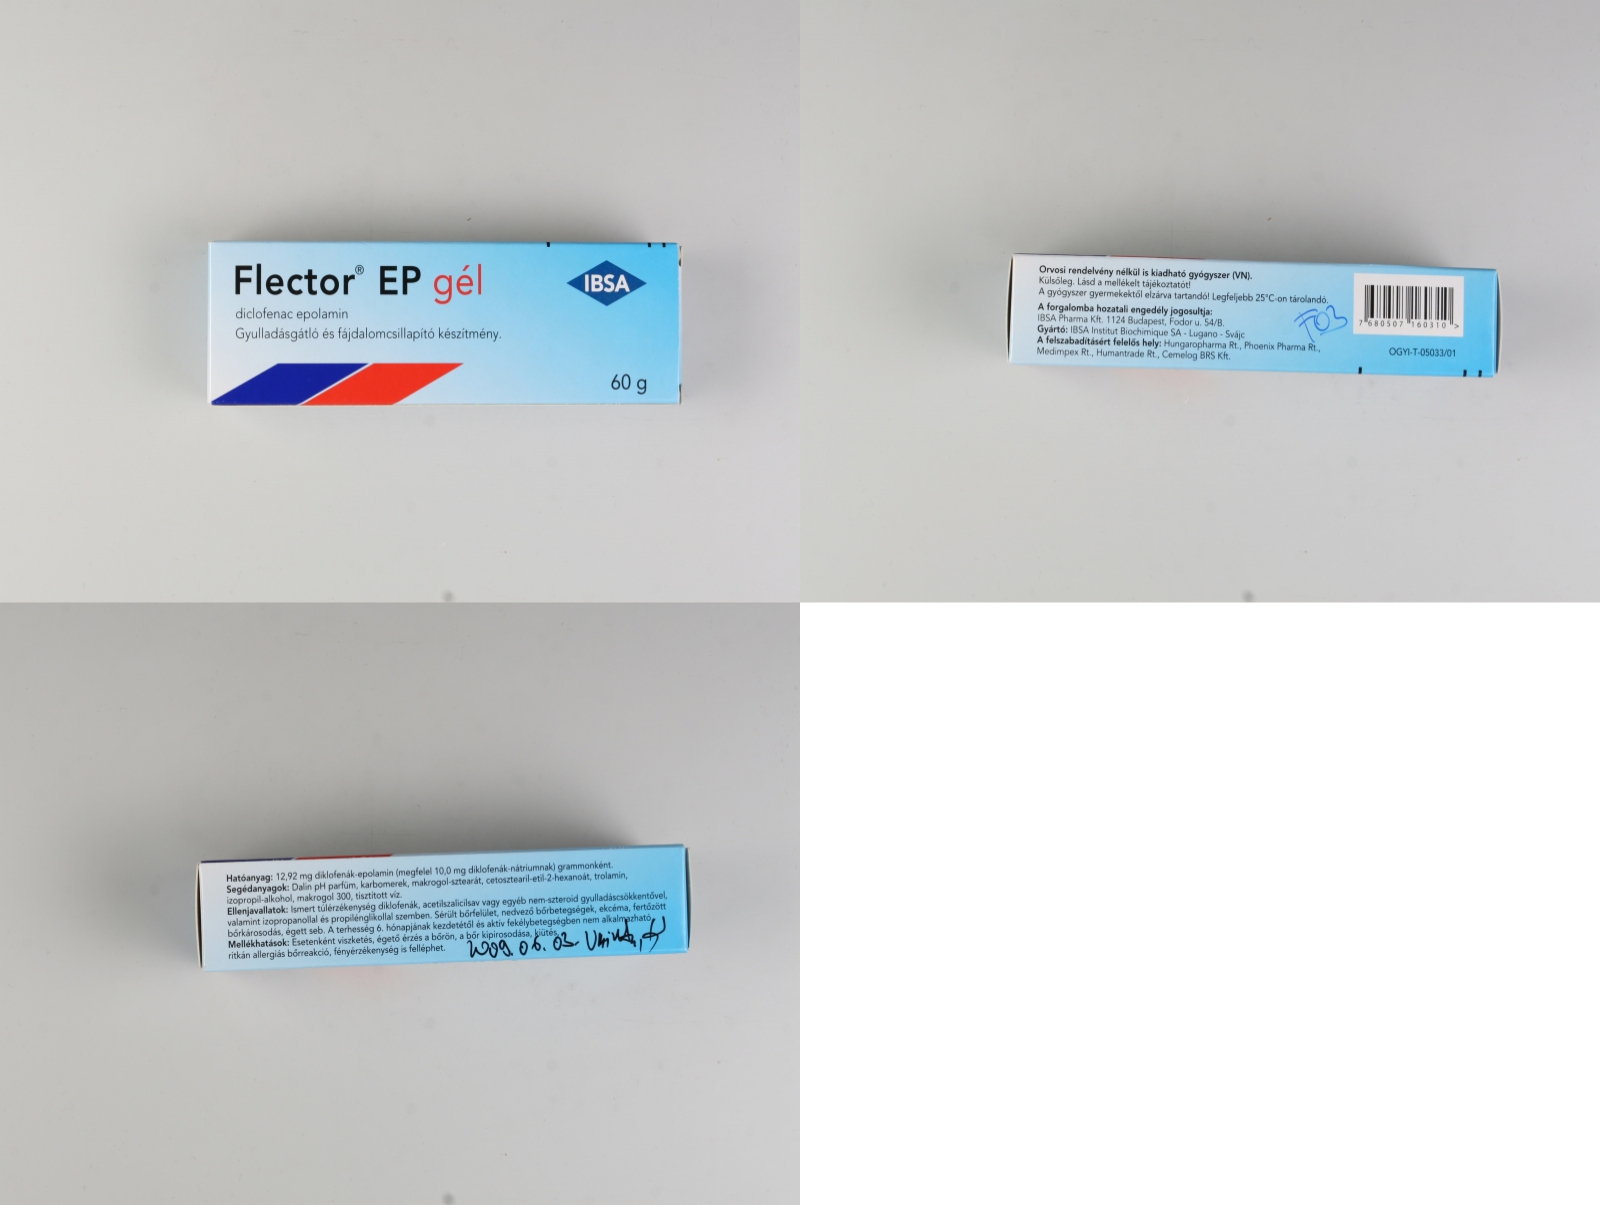 Flector® EP gél
IBSA
diclofenac epolamin
Gyulladásgátló és fájdalomcsillapító készítmény.
60 g
Orvosi rendelvény nélkül is kiadható gyógyszer (VN).
Külsőleg. Lásd a mellékelt tájékoztatót!
A gyógyszer gyermekektől elzárva tartandó! Legfeljebb 25°C-on tárolandó.
A forgalomba hozatali engedély jogosultja:
IBSA Pharma Kft. 1124 Budapest, Fodor u. 54/B.
Gyártó: IBSA Institut Biochimique SA - Lugano - Svájc
A felszabadításért felelős hely: Hungaropharma Rt., Phoenix Pharma Rt.,
Medimpex Rt., Humantrade Rt., Cemelog BRS Kft.
7 680507 160310 >
OGYI-T-05033/01
Hatóanyag: 12,92 mg diklofenák-epolamin (megfelel 10,0 mg diklofenák-nátriumnak) grammonként.
Segédanyagok: Dalin pH parfüm, karbomerek, makrogol-sztearát, cetosztearil-etil-2-hexanoát, trolamin,
izopropil-alkohol, makrogol 300, tisztított víz.
Ellenjavallatok: Ismert túlérzékenység diklofenák, acetilszalicilsav vagy egyéb nem-szteroid gyulladáscsökkentővel,
valamint izopropanollal és propilénglikollal szemben. Sérült bőrfelület, nedvező bőrbetegségek, ekcéma, fertőzött
bőrkárosodás, égett seb. A terhesség 6. hónapjának kezdetétől és aktív fekélybetegségben nem alkalmazható.
Mellékhatások: Esetenként viszketés, égető érzés a bőrön, a bőr kipirosodása, kiütés,
ritkán allergiás bőrreakció, fényérzékenység is felléphet.
2009. 06. 03.